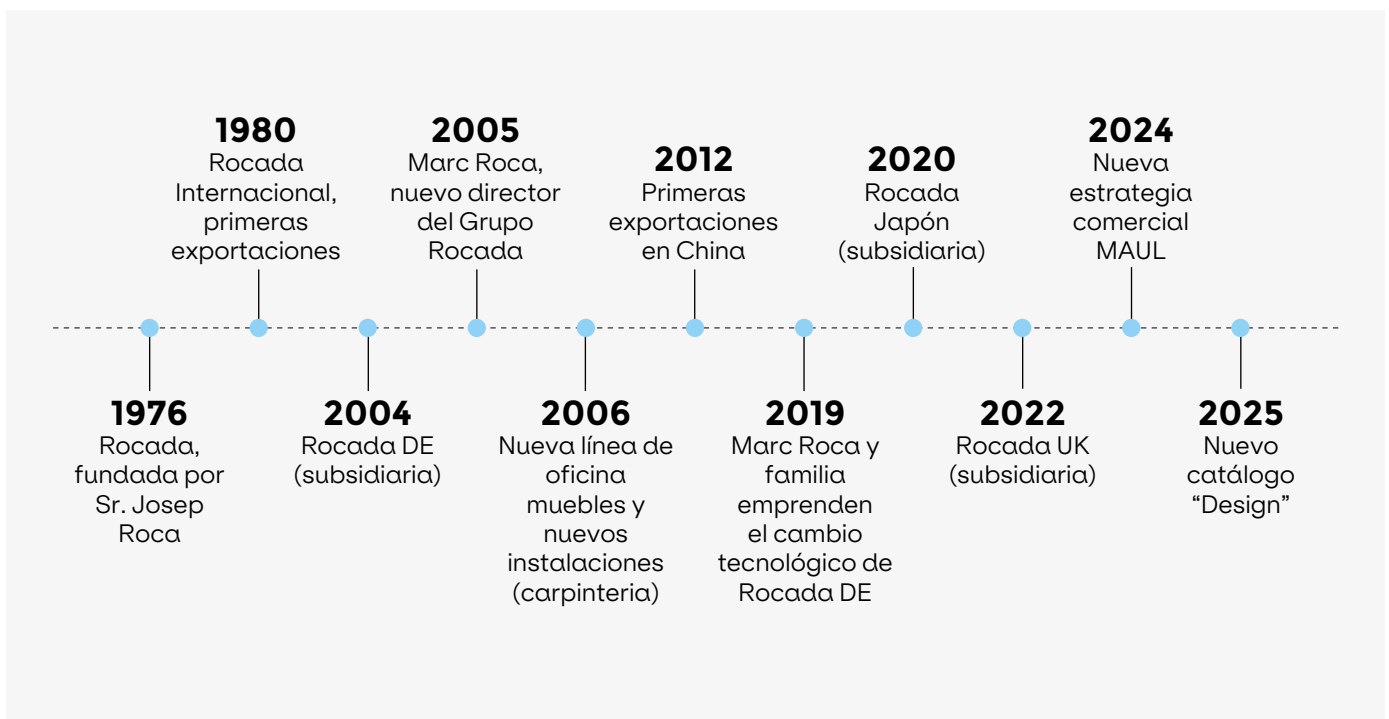 1976
Rocada,
fundada por
Sr. Josep
Roca
1980
Rocada
Internacional,
primeras
exportaciones
2004
Rocada DE
(subsidiaria)
2005
Marc Roca,
nuevo director
del Grupo
Rocada
2006
Nueva línea de
oficina
muebles y
nuevos
instalaciones
(carpinteria)
2012
Primeras
exportaciones
en China
2019
Marc Roca y
familia
emprenden
el cambio
tecnológico de
Rocada DE
2020
Rocada
Japón
(subsidiaria)
2022
Rocada UK
(subsidiaria)
2024
Nueva
estrategia
comercial
MAUL
2025
Nuevo
catálogo
“Design”